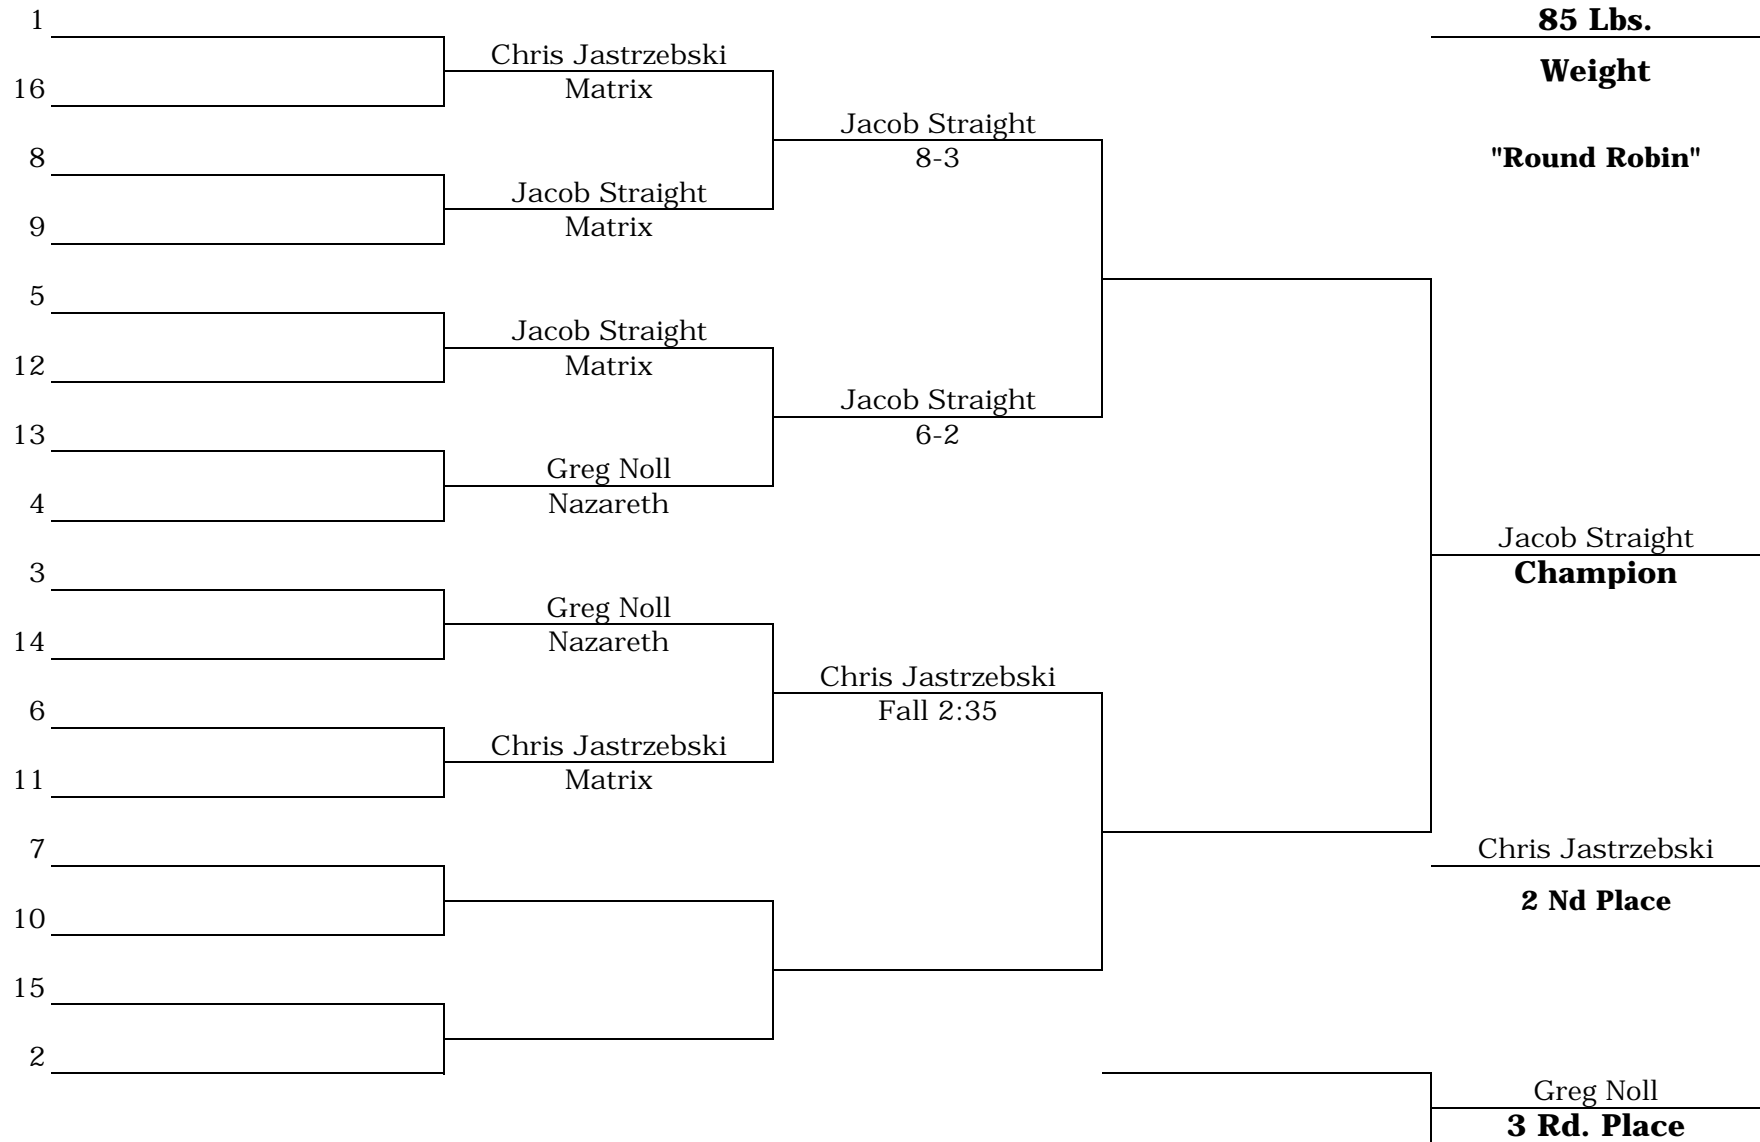 1
85 Lbs.
Chris Jastrzebski
Weight
16
Matrix
Jacob Straight
8
8-3
"Round Robin"
Jacob Straight
9
Matrix
5
Jacob Straight
12
Matrix
Jacob Straight
13
6-2
Greg Noll
4
Nazareth
Jacob Straight
3
Champion
Greg Noll
14
Nazareth
Chris Jastrzebski
6
Fall 2:35
Chris Jastrzebski
11
Matrix
7
Chris Jastrzebski
10
2 Nd Place
15
2
Greg Noll
3 Rd. Place